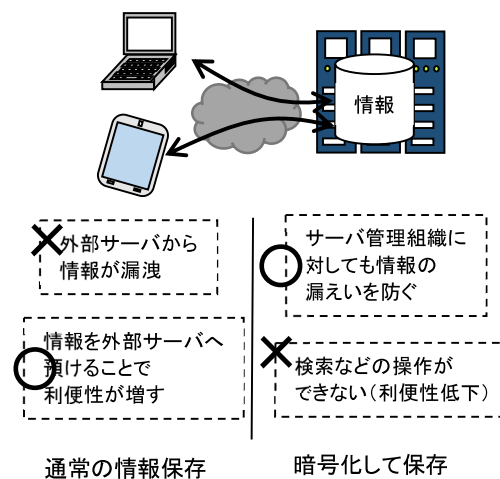 情報
外部サーバから
情報が漏洩
情報を外部サーバへ
預けることで
利便性が増す
通常の情報保存
サーバ管理組織に
対しても情報の
漏えいを防ぐ
検索などの操作が
できない（利便性低下）
暗号化して保存